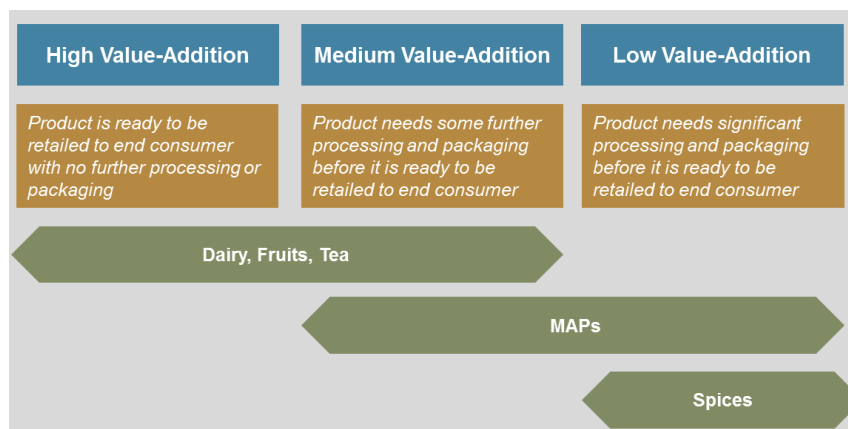 High Value-Addition
Medium Value-Addition
Low Value-Addition
Product is ready to be
retailed to end consumer
with no further processing or
packaging
Product needs some further
processing and packaging
before it is ready to be
retailed to end consumer
Product needs significant
processing and packaging
before it is ready to be
retailed to end consumer
Dairy, Fruits, Tea
MAPs
Spices